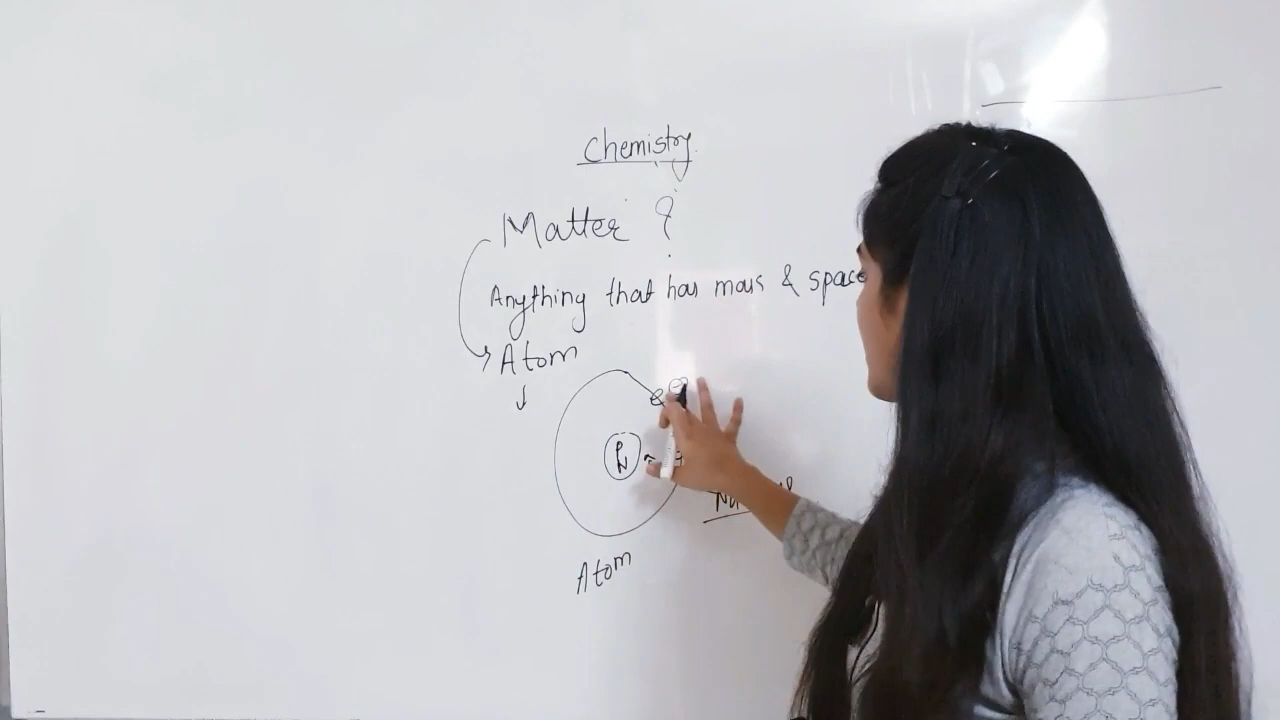 Chemistry
Matter ?
Anything that has mass & space
Atom
↓
e ⊖
P
N
Atom